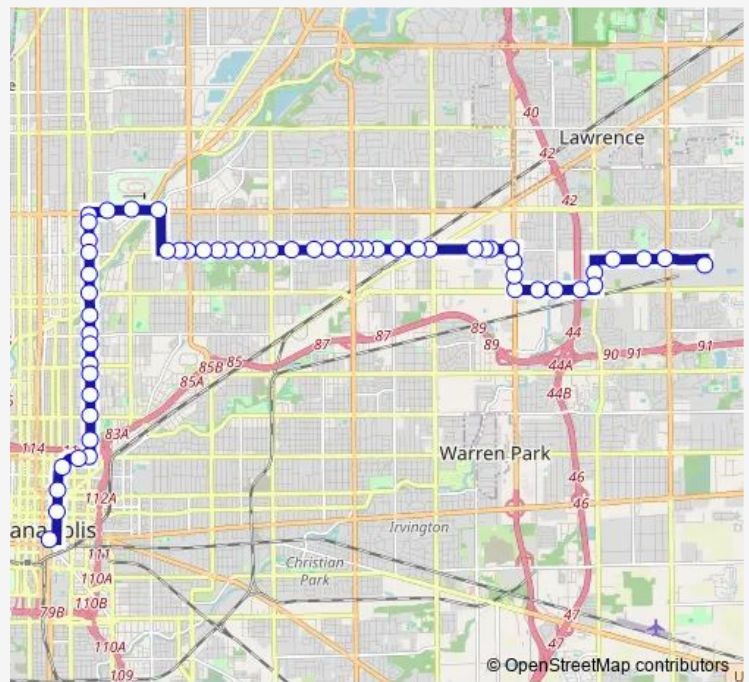 40
Lawrence
42
42
87
87
89
89
85B
85
85A
44
44A
90 91
91
44B
83A
114
Warren Park
46
46
112A
anapolis
Irvington
111
Christian
Park
110A
79B
110B
47
47
110A
109
© OpenStreetMap contributors